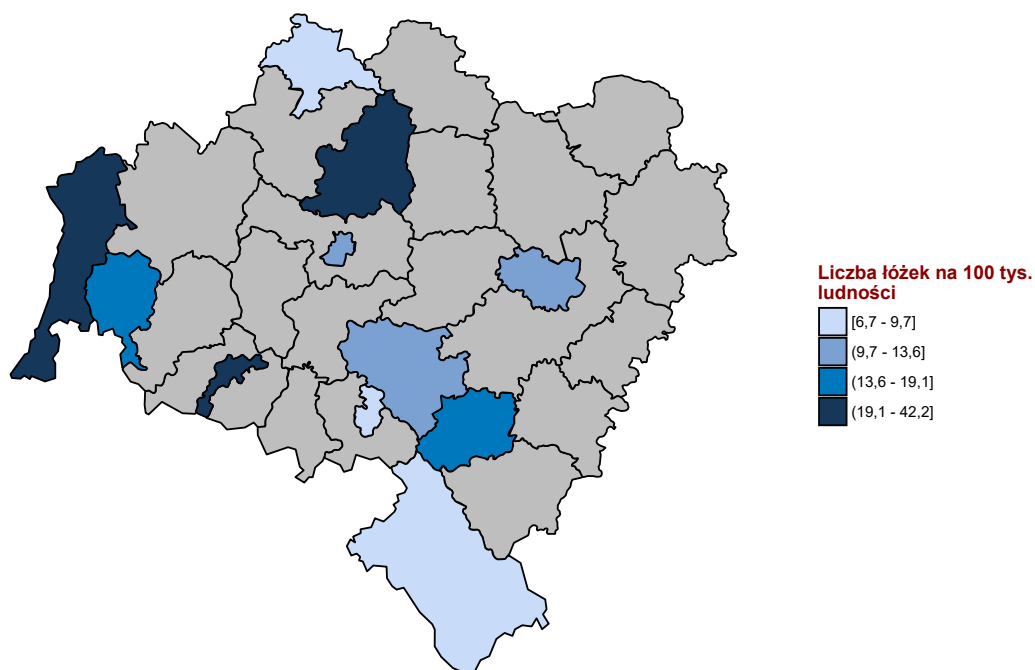 Liczba łóżek na 100 tys.
ludności
[6,7 - 9,7]
(9,7 - 13,6]
(13,6 - 19,1]
(19,1 - 42,2]